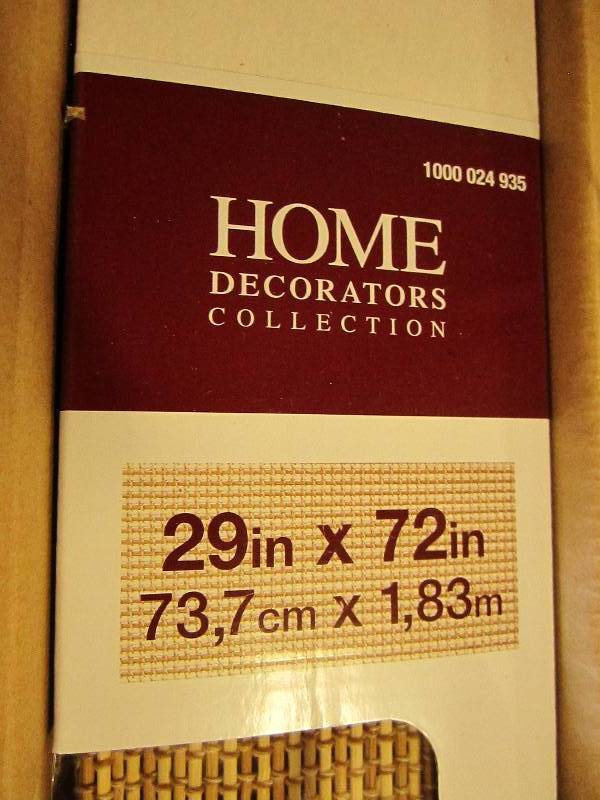 1000 024 935
HOME
DECORATORS
COLLECTION
29in x 72in
73,7cm x 1,83m